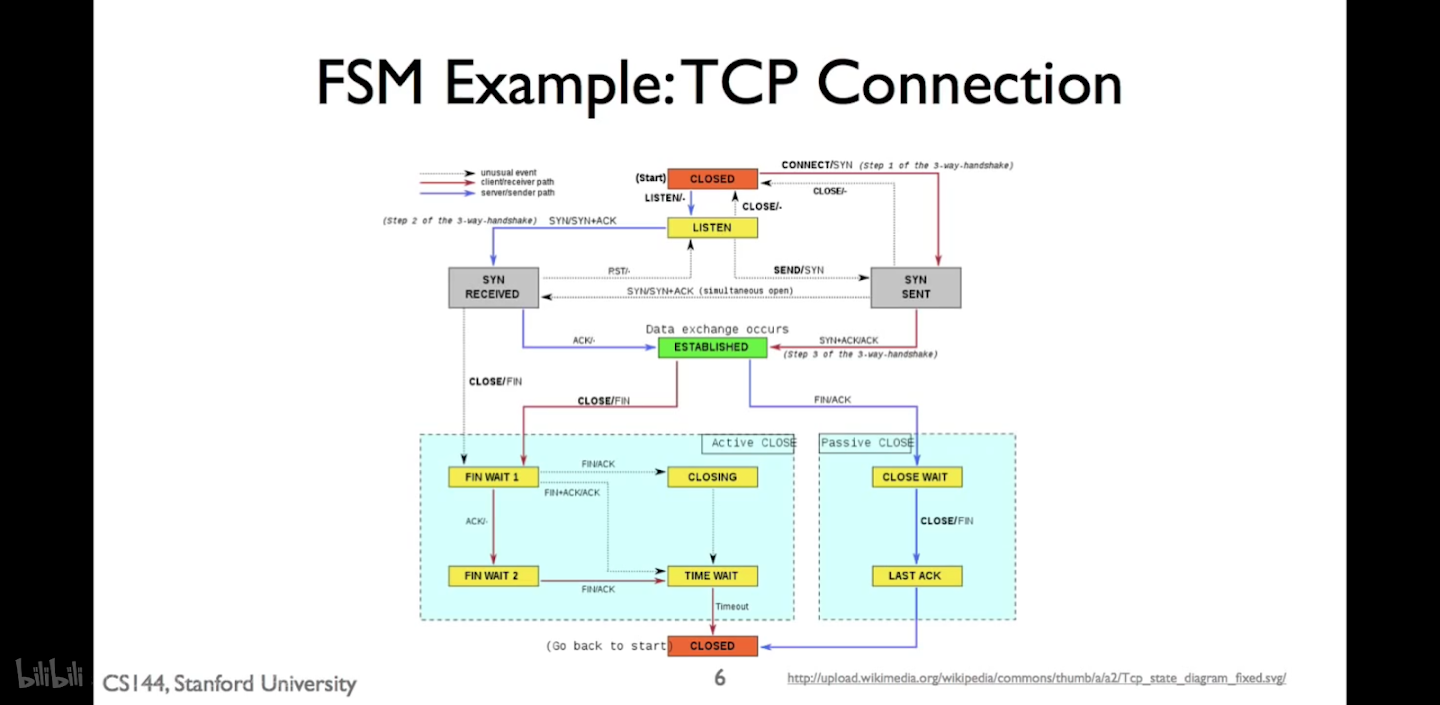 FSM Example: TCP Connection
unusual event
client/receiver path
server/sender path
(Start)
CLOSED
CONNECT/SYN (Step 1 of the 3-way-handshake)
CLOSE/-
LISTEN/-
CLOSE/-
(Step 2 of the 3-way-handshake) SYN/SYN+ACK
LISTEN
SYN
RECEIVED
RST/-
SEND/SYN
SYN
SENT
SYN/SYN+ACK (simultaneous open)
Data exchange occurs
ACK/-
ESTABLISHED
SYN+ACK/ACK
(Step 3 of the 3-way-handshake)
CLOSE/FIN
CLOSE/FIN
FIN/ACK
Active CLOSE
Passive CLOSE
FIN WAIT 1
FIN/ACK
CLOSING
CLOSE WAIT
FIN+ACK/ACK
ACK/-
CLOSE/FIN
FIN WAIT 2
FIN/ACK
TIME WAIT
LAST ACK
Timeout
(Go back to start)
CLOSED
bilibili
CS144, Stanford University
6
http://upload.wikimedia.org/wikipedia/commons/thumb/a/a2/Tcp_state_diagram_fixed.svg/